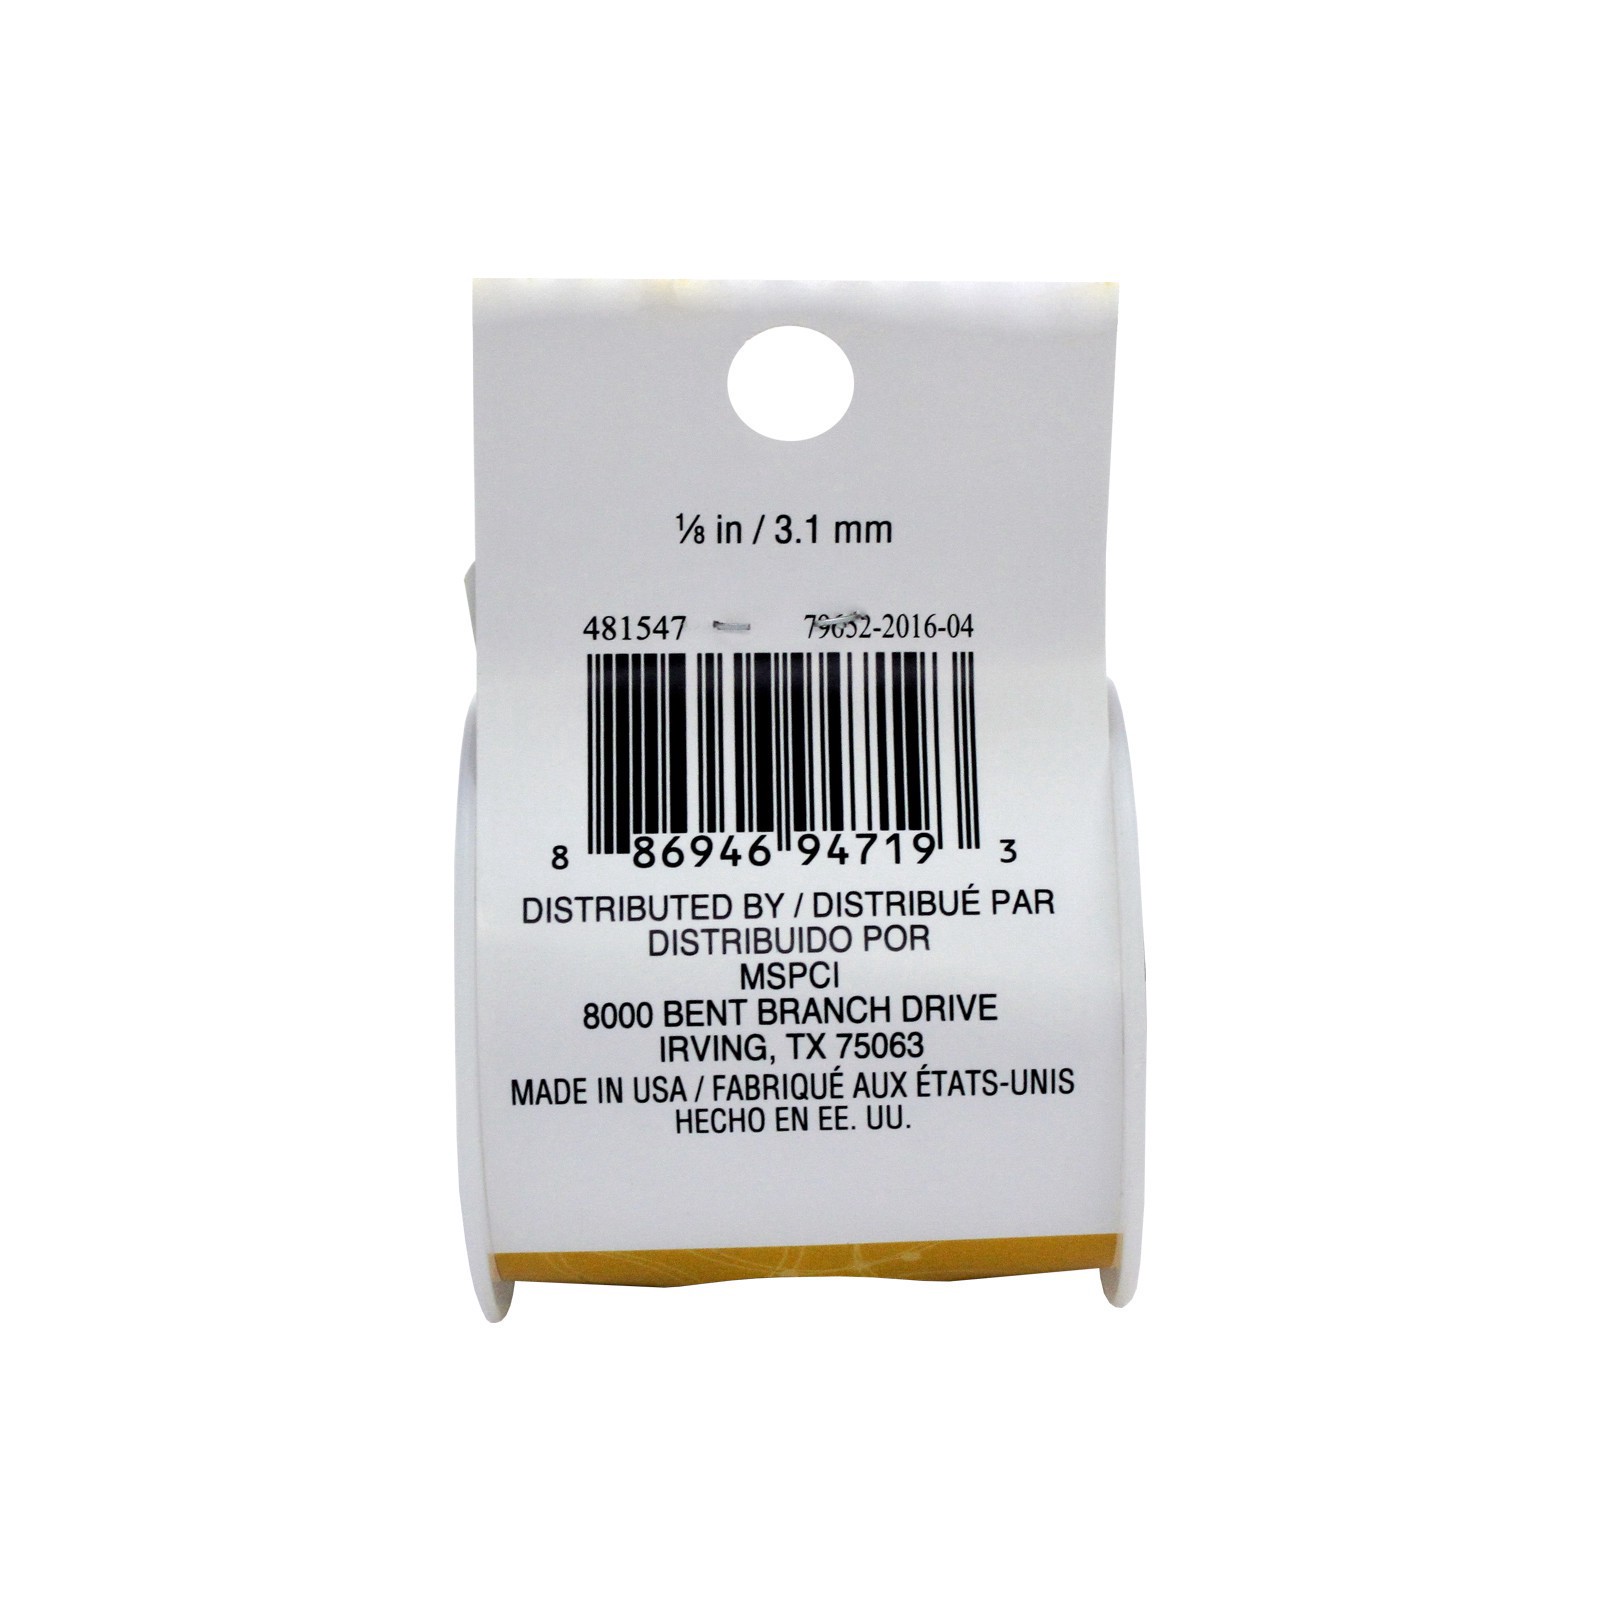 ⅛ in / 3.1 mm
481547 79652-2016-04
8 86946 94719 3
DISTRIBUTED BY / DISTRIBUÉ PAR
DISTRIBUIDO POR
MSPCI
8000 BENT BRANCH DRIVE
IRVING, TX 75063
MADE IN USA / FABRIQUÉ AUX ÉTATS-UNIS
HECHO EN EE. UU.